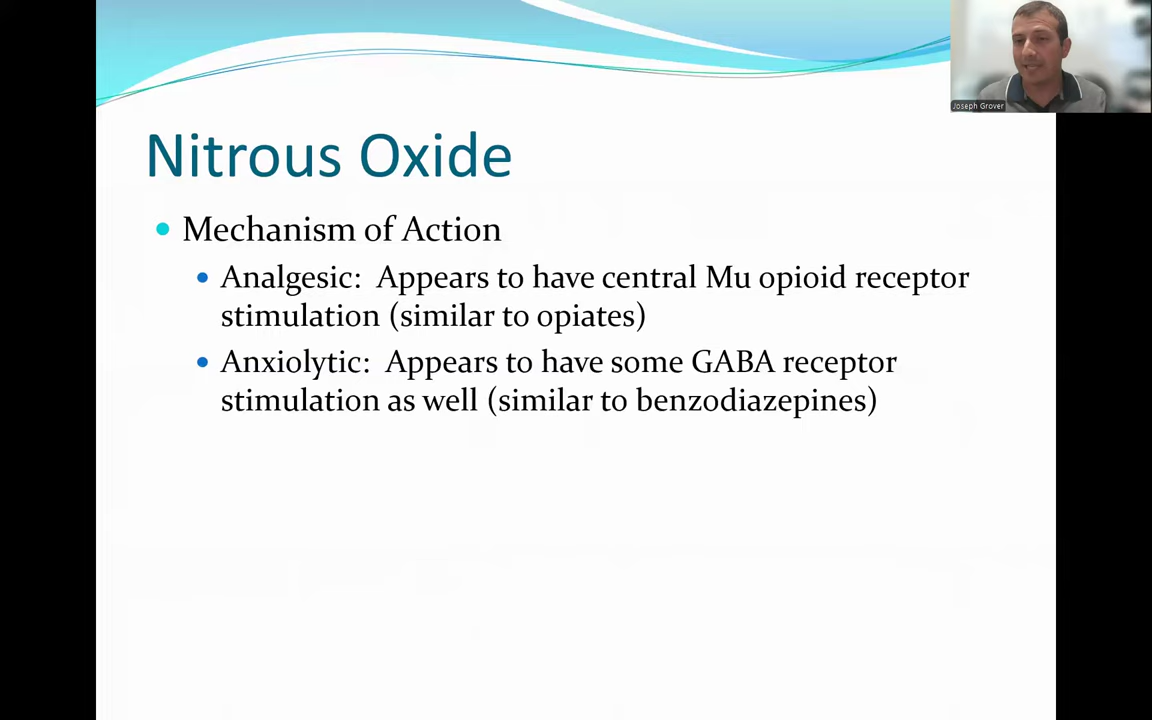 Joseph Grover
Nitrous Oxide
Mechanism of Action
Analgesic: Appears to have central Mu opioid receptor
stimulation (similar to opiates)
Anxiolytic: Appears to have some GABA receptor
stimulation as well (similar to benzodiazepines)